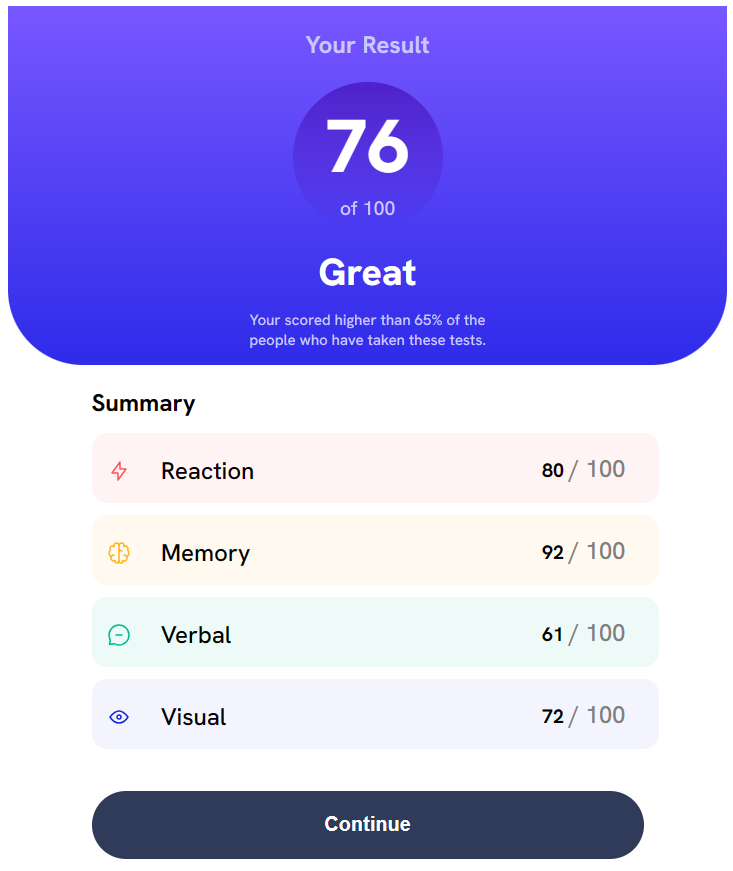 Your Result
76
of 100
Great
Your scored higher than 65% of the
people who have taken these tests.
Summary
Reaction 80 / 100
Memory 92 / 100
Verbal 61 / 100
Visual 72 / 100
Continue